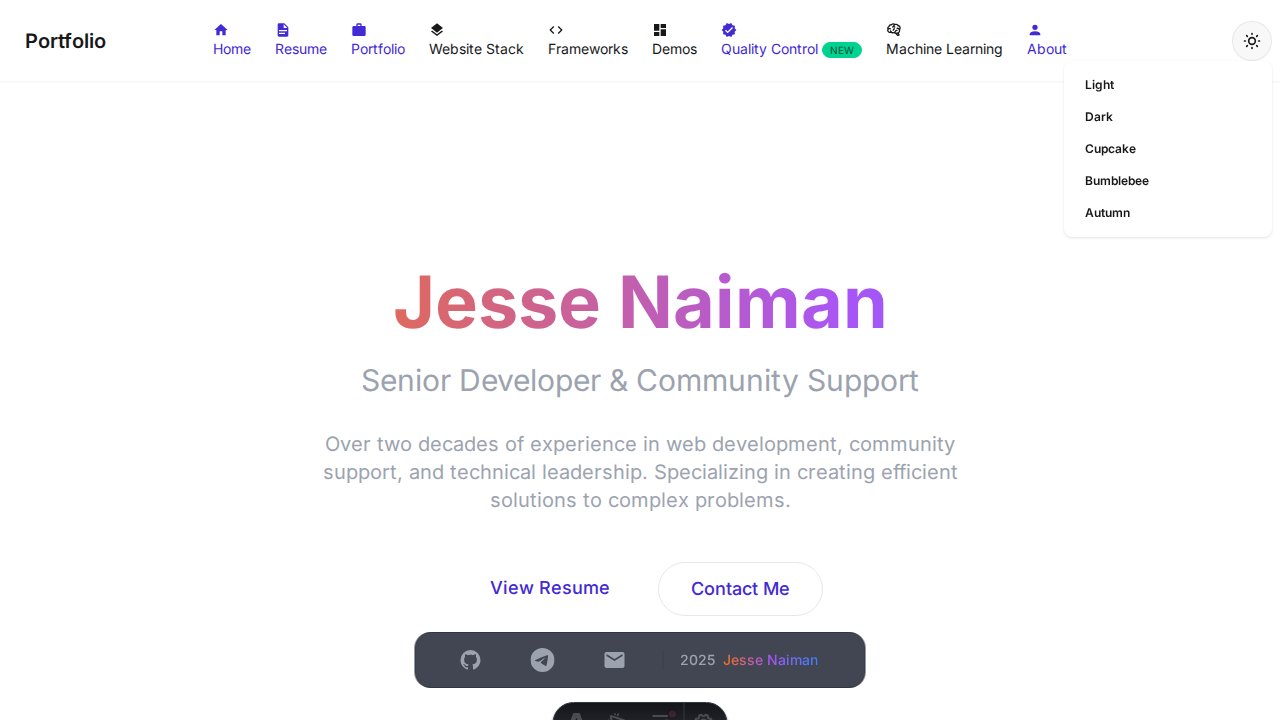 Portfolio
Home
Resume
Portfolio
Website Stack
Frameworks
Demos
Quality Control NEW
Machine Learning
About
Light
Dark
Cupcake
Bumblebee
Autumn
Jesse Naiman
Senior Developer & Community Support
Over two decades of experience in web development, community
support, and technical leadership. Specializing in creating efficient
solutions to complex problems.
View Resume
Contact Me
2025 Jesse Naiman